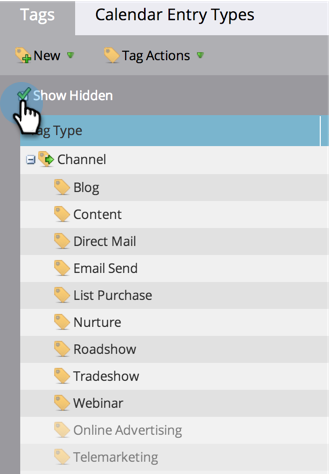 Tags Calendar Entry Types
New Tag Actions
Show Hidden
ag Type
Channel
Blog
Content
Direct Mail
Email Send
List Purchase
Nurture
Roadshow
Tradeshow
Webinar
Online Advertising
Telemarketing